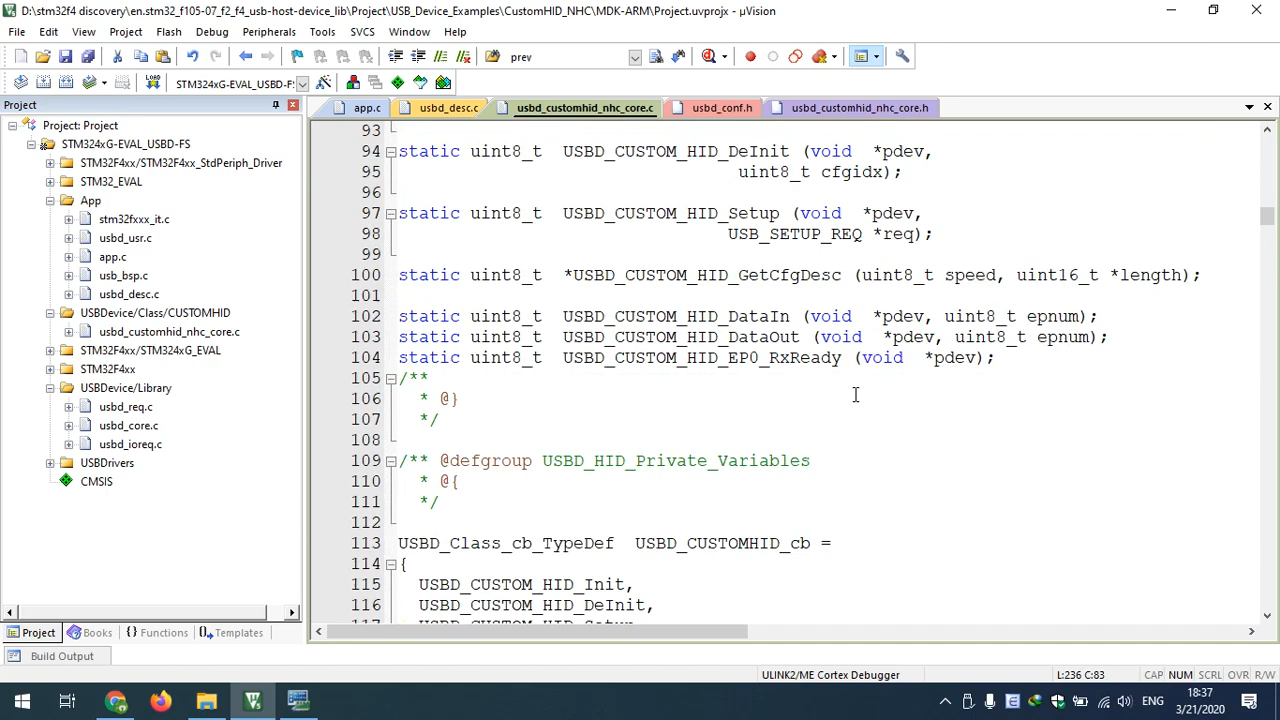 D:\stm32f4 discovery\en.stm32_f105-07_f2_f4_usb-host-device_lib\Project\USB_Device_Examples\CustomHID_NHC\MDK-ARM\Project.uvprojx - µVision
File Edit View Project Flash Debug Peripherals Tools SVCS Window Help
prev
STM324xG-EVAL_USBD-F:
Project
app.c usbd_desc.c usbd_customhid_nhc_core.c usbd_conf.h usbd_customhid_nhc_core.h
Project: Project
STM324xG-EVAL_USBD-FS
STM32F4xx/STM32F4xx_StdPeriph_Driver
STM32_EVAL
App
stm32fxxx_it.c
usbd_usr.c
app.c
usb_bsp.c
usbd_desc.c
USBDevice/Class/CUSTOMHID
usbd_customhid_nhc_core.c
STM32F4xx/STM324xG_EVAL
STM32F4xx
USBDevice/Library
usbd_req.c
usbd_core.c
usbd_ioreq.c
USBDrivers
CMSIS
93
94 static uint8_t  USBD_CUSTOM_HID_DeInit (void  *pdev,
95 uint8_t cfgidx);
96
97 static uint8_t  USBD_CUSTOM_HID_Setup (void  *pdev,
98 USB_SETUP_REQ *req);
99
100 static uint8_t  *USBD_CUSTOM_HID_GetCfgDesc (uint8_t speed, uint16_t *length);
101
102 static uint8_t  USBD_CUSTOM_HID_DataIn (void  *pdev, uint8_t epnum);
103 static uint8_t  USBD_CUSTOM_HID_DataOut (void  *pdev, uint8_t epnum);
104 static uint8_t  USBD_CUSTOM_HID_EP0_RxReady (void  *pdev);
105 /**
106 * @}
107 */
108
109 /** @defgroup USBD_HID_Private_Variables
110 * @{
111 */
112
113 USBD_Class_cb_TypeDef  USBD_CUSTOMHID_cb =
114 {
115 USBD_CUSTOM_HID_Init,
116 USBD_CUSTOM_HID_DeInit,
117 USBD_CUSTOM_HID_Setup
Project Books {} Functions Templates
Build Output
ULINK2/ME Cortex Debugger L:236 C:83 CAP NUM SCRL OVR R/W
ENG
18:37
3/21/2020